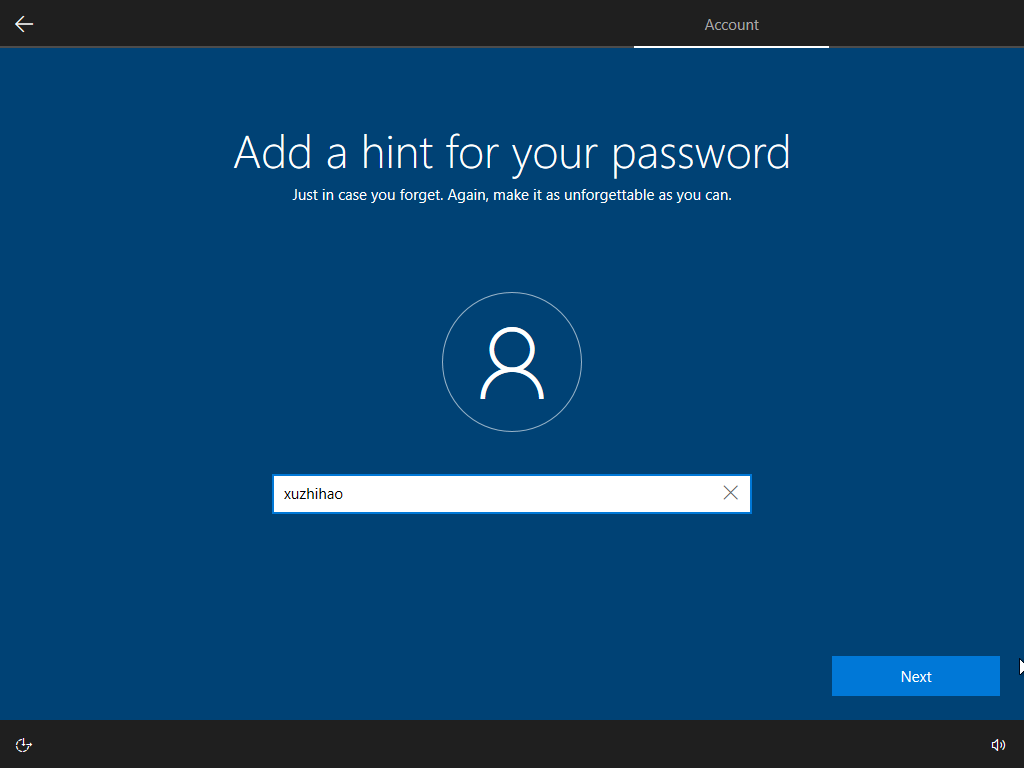 Account
Add a hint for your password
Just in case you forget. Again, make it as unforgettable as you can.
xuzhihao
Next